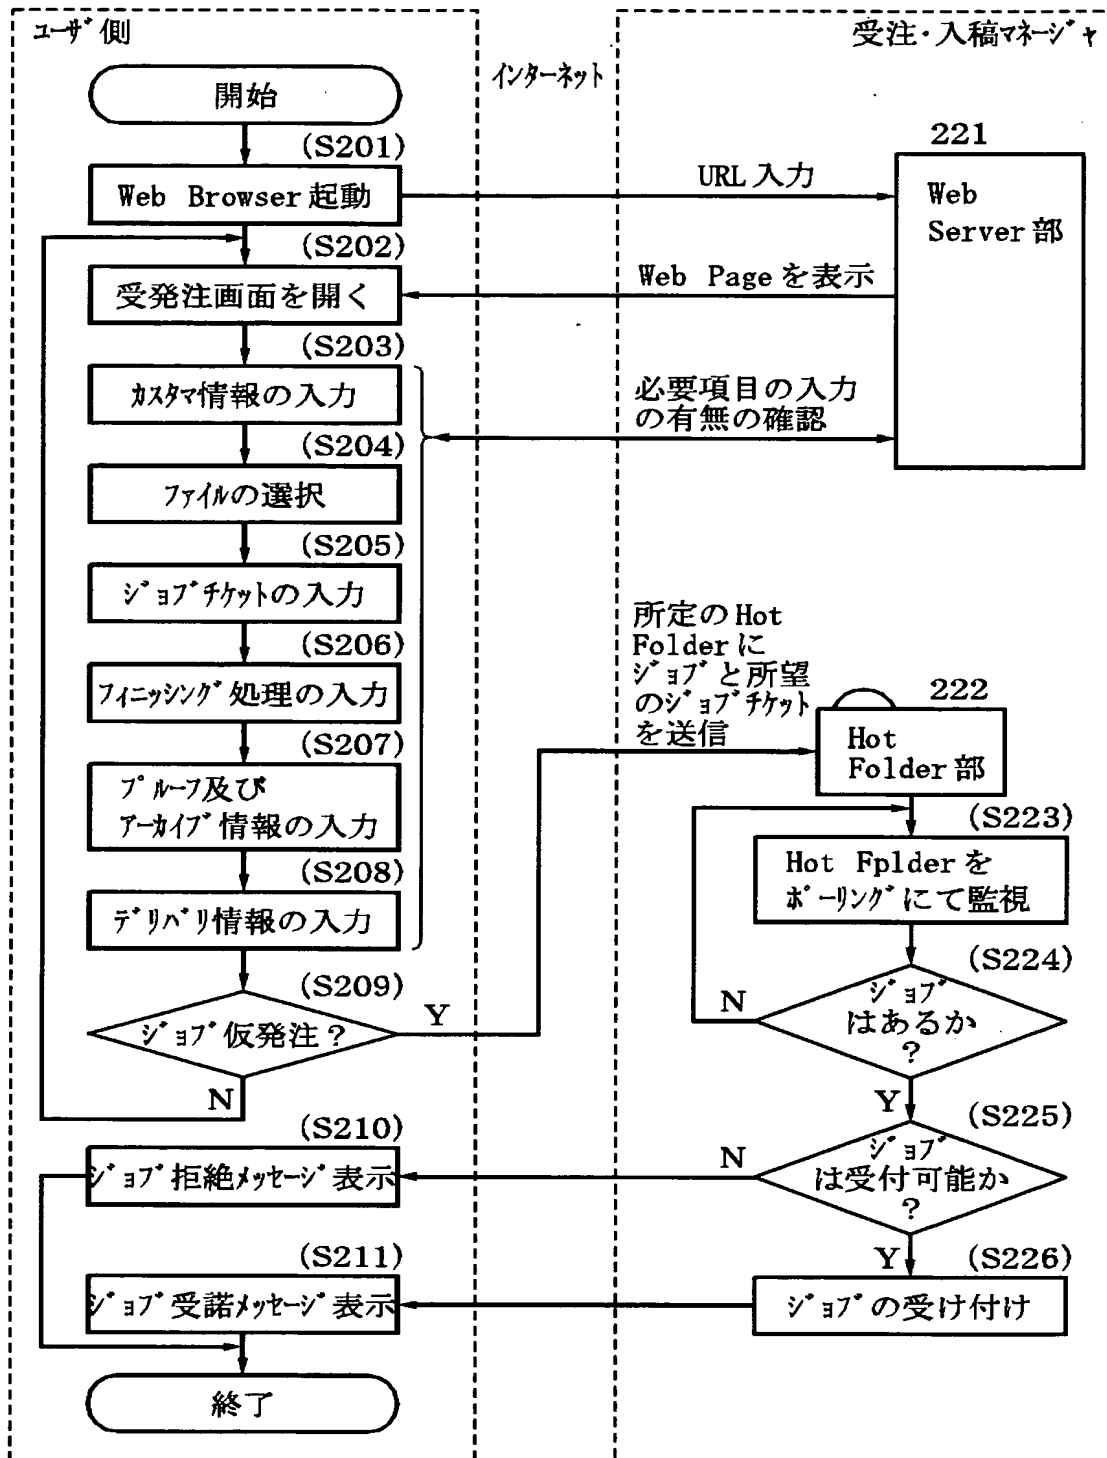 ユーザ側
受注・入稿マネージャ
インターネット
開始
(S201)
Web Browser起動
URL入力
221
Web
Server部
(S202)
受発注画面を開く
Web Pageを表示
(S203)
カスタマ情報の入力
必要項目の入力
の有無の確認
(S204)
ファイルの選択
(S205)
ジョブチケットの入力
所定のHot
Folderに
ジョブと所望
のジョブチケット
を送信
(S206)
フィニッシング処理の入力
222
Hot
Folder部
(S207)
プルーフ及び
アーカイブ情報の入力
(S223)
Hot Fplderを
ポーリングにて監視
(S208)
デリバリ情報の入力
(S224)
ジョブ
はあるか
?
N
Y
(S209)
ジョブ仮発注?
Y
N
(S225)
ジョブ
は受付可能か
?
N
Y
(S210)
ジョブ拒絶メッセージ表示
(S226)
ジョブの受け付け
(S211)
ジョブ受諾メッセージ表示
終了